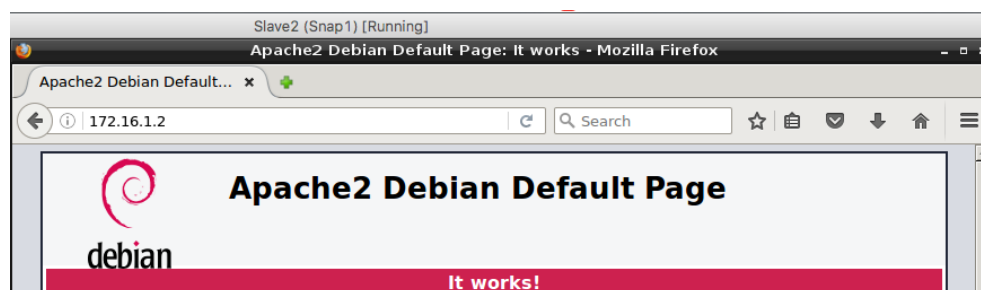 Slave2 (Snap1) [Running]
Apache2 Debian Default Page: It works - Mozilla Firefox
Apache2 Debian Default...
172.16.1.2
Search
Apache2 Debian Default Page
debian
It works!